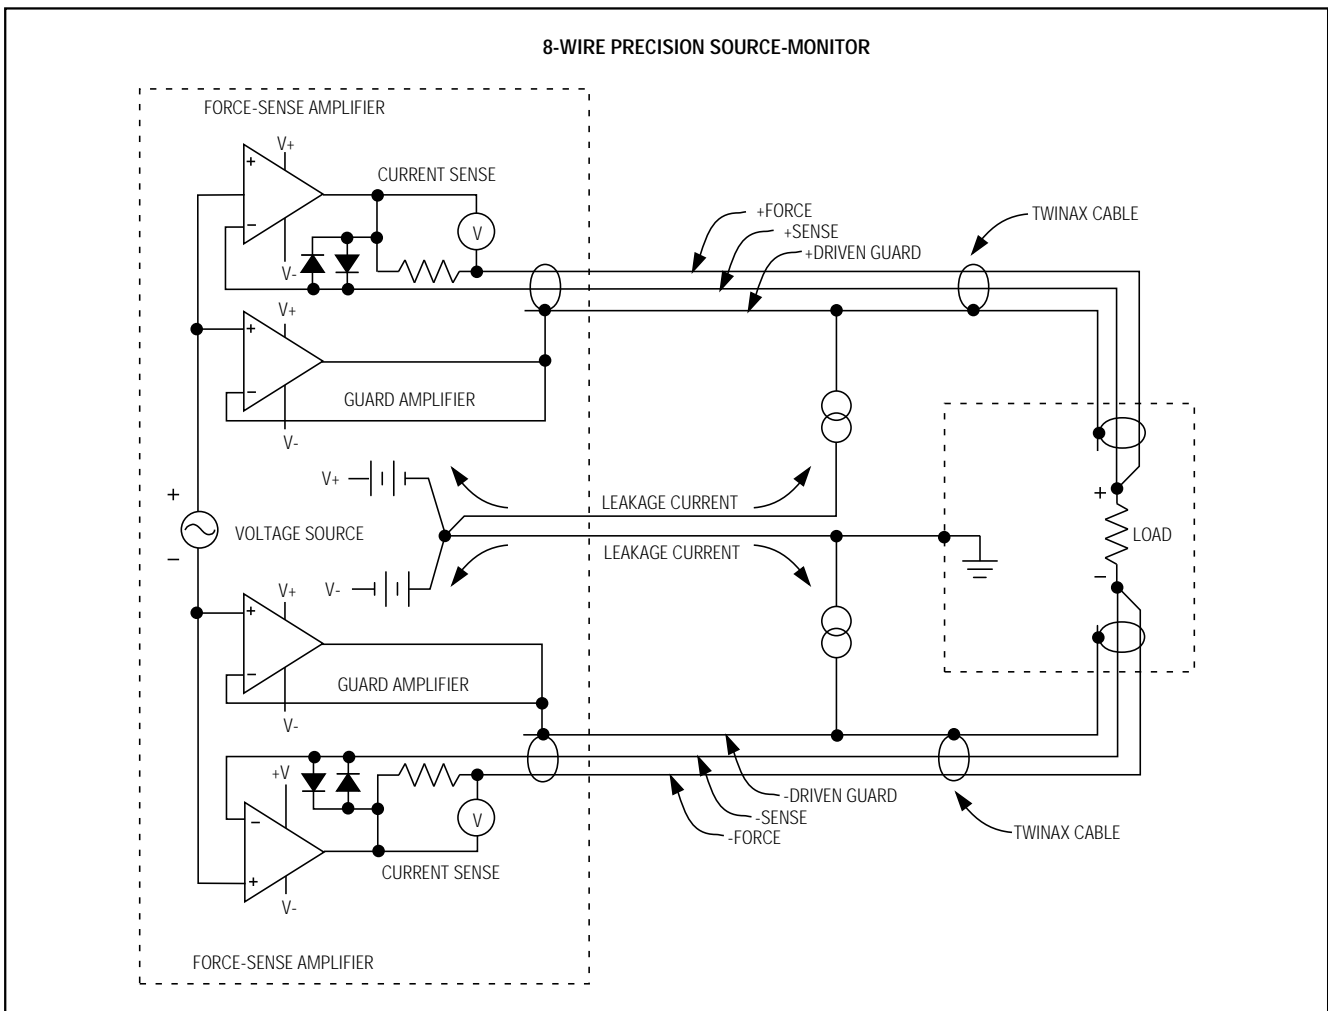 8-WIRE PRECISION SOURCE-MONITOR
FORCE-SENSE AMPLIFIER
V+
+
CURRENT SENSE
−
V
V-
+FORCE
+SENSE
+DRIVEN GUARD
TWINAX CABLE
V+
+
−
GUARD AMPLIFIER
V-
V+
LEAKAGE CURRENT
+
VOLTAGE SOURCE
−
LEAKAGE CURRENT
V-
+
LOAD
−
V+
+
−
GUARD AMPLIFIER
V-
+V
−
V
+
CURRENT SENSE
V-
-DRIVEN GUARD
-SENSE
-FORCE
TWINAX CABLE
FORCE-SENSE AMPLIFIER